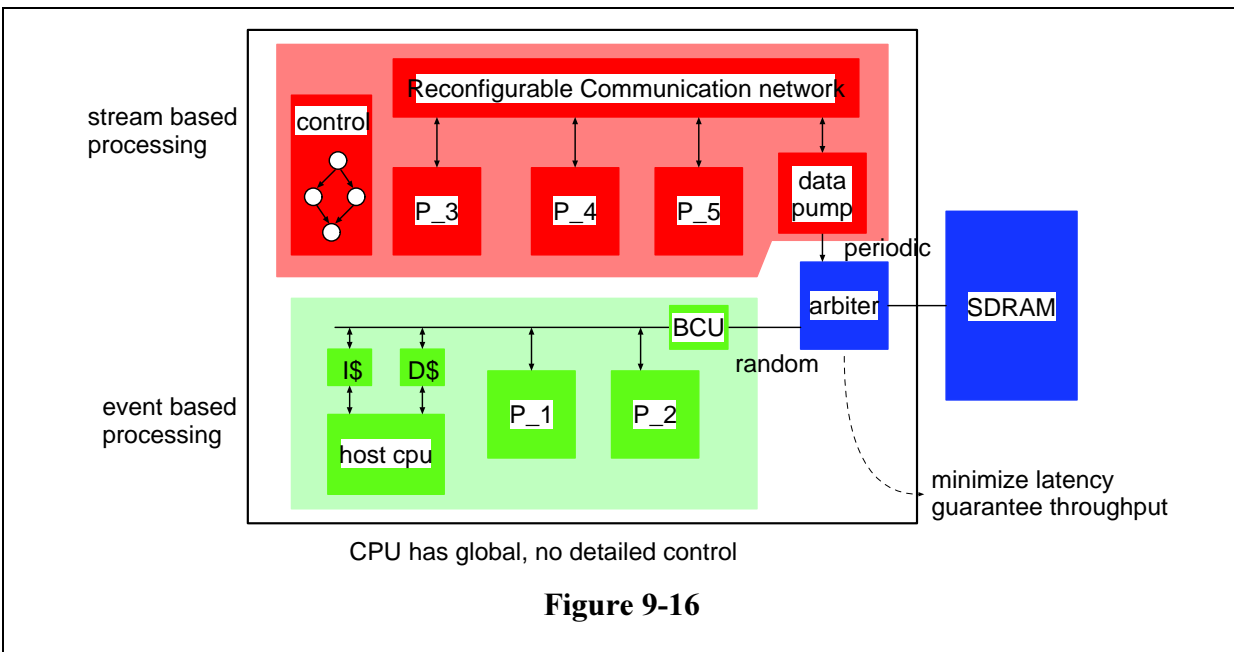 stream based
processing
Reconfigurable Communication network
control
P_3
P_4
P_5
data
pump
periodic
arbiter
SDRAM
BCU
random
I$
D$
P_1
P_2
host cpu
event based
processing
minimize latency
guarantee throughput
CPU has global, no detailed control
Figure 9-16